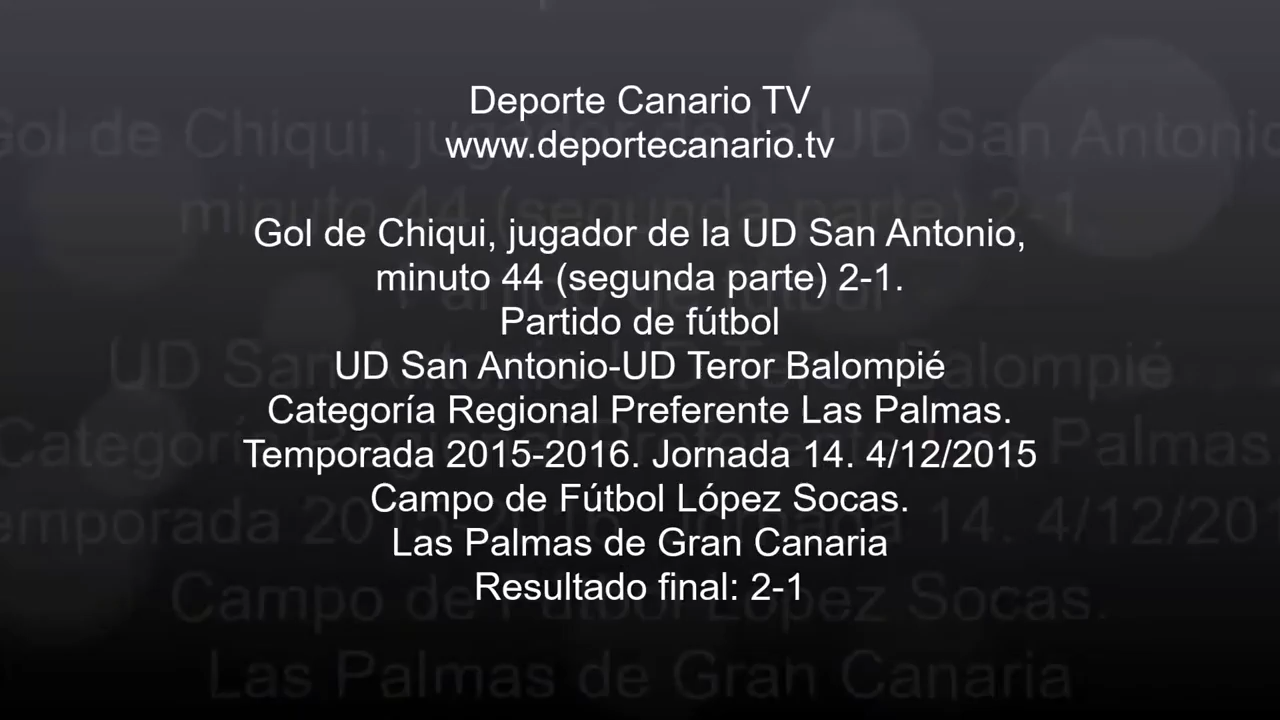 Deporte Canario TV
www.deportecanario.tv
Gol de Chiqui, jugador de la UD San Antonio,
minuto 44 (segunda parte) 2-1.
Partido de fútbol
UD San Antonio-UD Teror Balompié
Categoría Regional Preferente Las Palmas.
Temporada 2015-2016. Jornada 14. 4/12/2015
Campo de Fútbol López Socas.
Las Palmas de Gran Canaria
Resultado final: 2-1